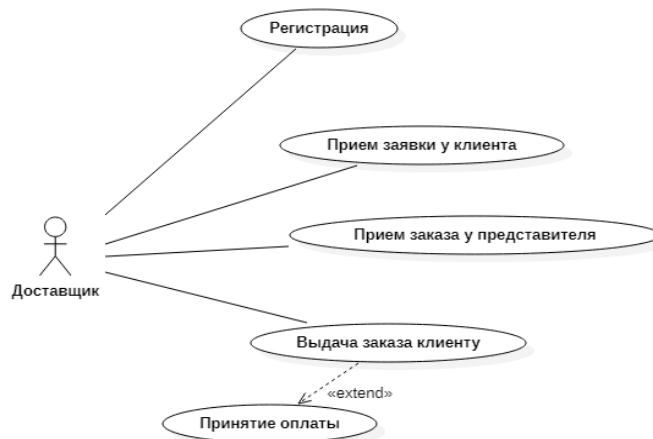 Регистрация
Прием заявки у клиента
Прием заказа у представителя
Доставщик
Выдача заказа клиенту
«extend»
Принятие оплаты